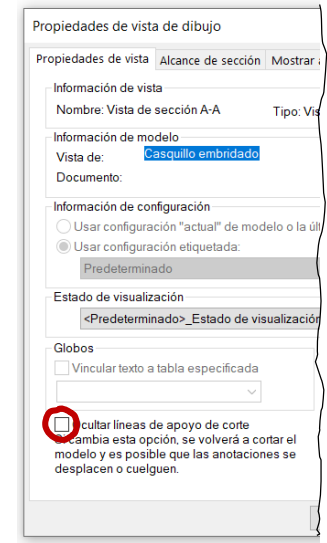 Propiedades de vista de dibujo
Propiedades de vista Alcance de sección Mostrar
Información de vista
Nombre: Vista de sección A-A Tipo: Vis
Información de modelo
Vista de: Casquillo embridado
Documento:
Información de configuración
Usar configuración "actual" de modelo o la últ
Usar configuración etiquetada:
Predeterminado
Estado de visualización
<Predeterminado>_Estado de visualización
Globos
Vincular texto a tabla especificada
Ocultar líneas de apoyo de corte
cambia esta opción, se volverá a cortar el
modelo y es posible que las anotaciones se
desplacen o cuelguen.